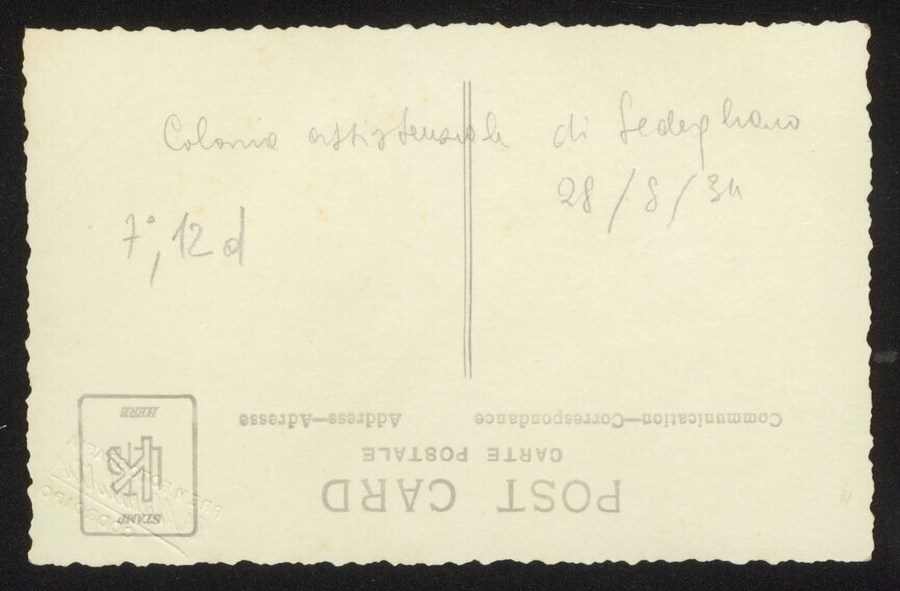 Colonia assistenziale di Sedegliano
28/8/34
7°, 12 d
Communication—Correspondance Address—Adresse
CARTE POSTALE
POST CARD
STAMP
HERE
CODROIPO